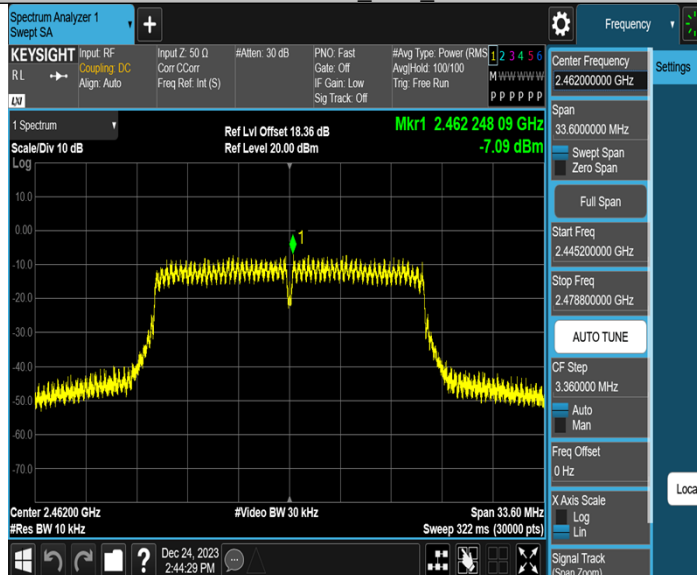 Spectrum Analyzer 1
Swept SA
+
Frequency
KEYSIGHT
RL
LXI
Input: RF
Coupling: DC
Align: Auto
Input Z: 50 Ω
Corr CCorr
Freq Ref: Int (S)
#Atten: 30 dB
PNO: Fast
Gate: Off
IF Gain: Low
Sig Track: Off
#Avg Type: Power (RMS
Avg|Hold: 100/100
Trig: Free Run
1 2 3 4 5 6
M W W W W W
P P P P P P
1 Spectrum
Scale/Div 10 dB
Log
Ref Lvl Offset 18.36 dB
Ref Level 20.00 dBm
Mkr1 2.462 248 09 GHz
-7.09 dBm
10.0
0.00
-10.0
-20.0
-30.0
-40.0
-50.0
-60.0
-70.0
1
Center 2.46200 GHz
#Res BW 10 kHz
#Video BW 30 kHz
Span 33.60 MHz
Sweep 322 ms (30000 pts)
?
Dec 24, 2023
2:44:29 PM
Center Frequency
2.462000000 GHz
Settings
Span
33.6000000 MHz
Swept Span
Zero Span
Full Span
Start Freq
2.445200000 GHz
Stop Freq
2.478800000 GHz
AUTO TUNE
CF Step
3.360000 MHz
Auto
Man
Freq Offset
0 Hz
X Axis Scale
Log
Lin
Loca
Signal Track
(Span Zoom)